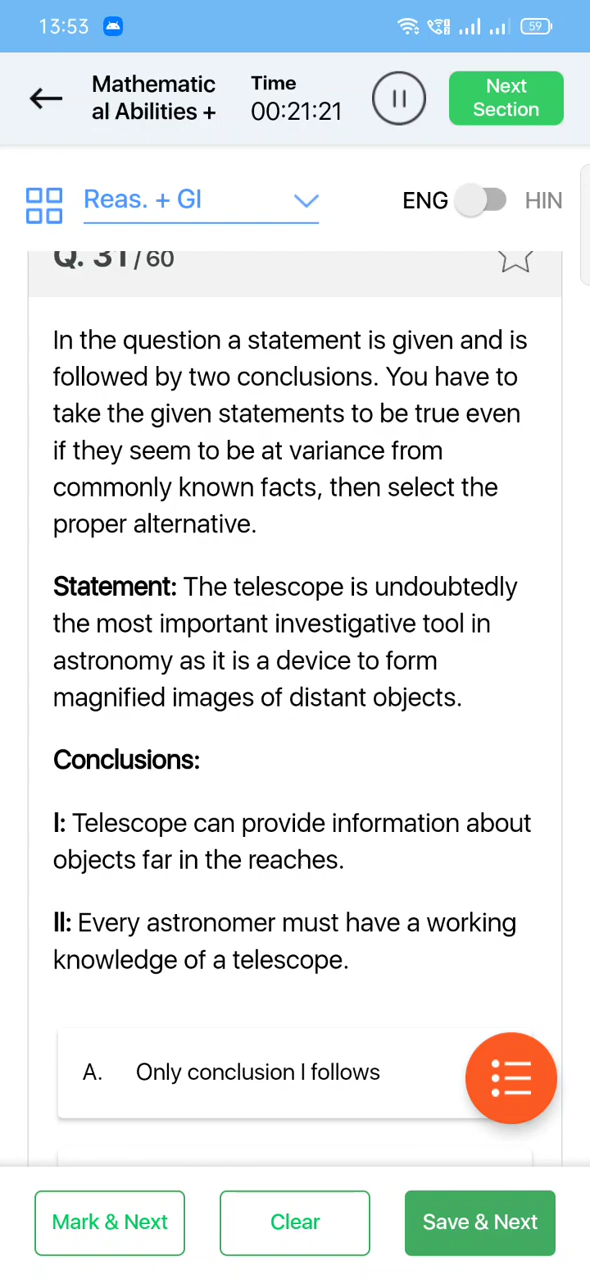 13:53
59
Mathematic
al Abilities +
Time
00:21:21
Next
Section
Reas. + GI
ENG
HIN
Q. 31/60
In the question a statement is given and is
followed by two conclusions. You have to
take the given statements to be true even
if they seem to be at variance from
commonly known facts, then select the
proper alternative.
Statement: The telescope is undoubtedly
the most important investigative tool in
astronomy as it is a device to form
magnified images of distant objects.
Conclusions:
I: Telescope can provide information about
objects far in the reaches.
II: Every astronomer must have a working
knowledge of a telescope.
A. Only conclusion I follows
Mark & Next
Clear
Save & Next